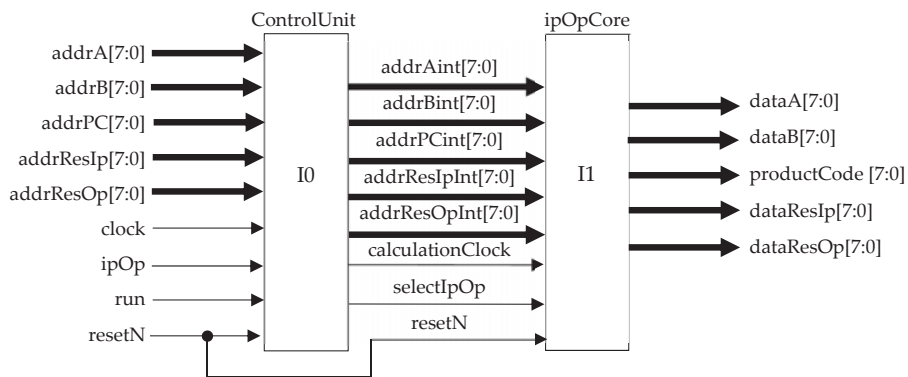 ControlUnit
ipOpCore
addrA[7:0]
addrB[7:0]
addrPC[7:0]
addrResIp[7:0]
addrResOp[7:0]
clock
ipOp
run
resetN
I0
addrAint[7:0]
addrBint[7:0]
addrPCint[7:0]
addrResIpInt[7:0]
addrResOpInt[7:0]
calculationClock
selectIpOp
resetN
I1
dataA[7:0]
dataB[7:0]
productCode [7:0]
dataResIp[7:0]
dataResOp[7:0]